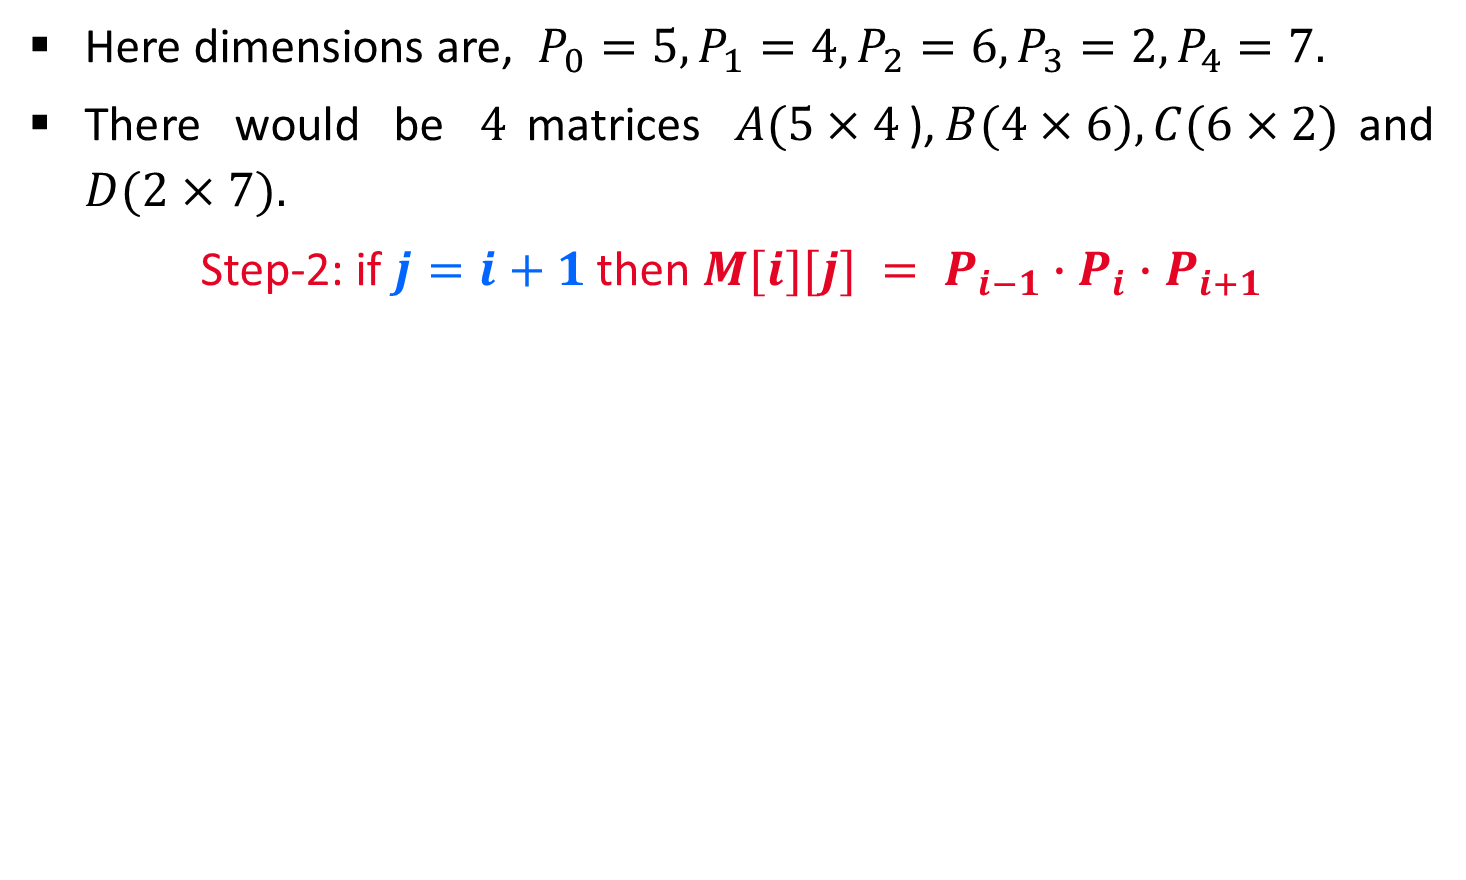 ▪ Here dimensions are, P₀ = 5, P₁ = 4, P₂ = 6, P₃ = 2, P₄ = 7.
▪ There would be 4 matrices A(5 × 4 ), B(4 × 6), C(6 × 2) and
D(2 × 7).
Step-2: if j = i + 1 then M[i][j] = Pᵢ₋₁ · Pᵢ · Pᵢ₊₁